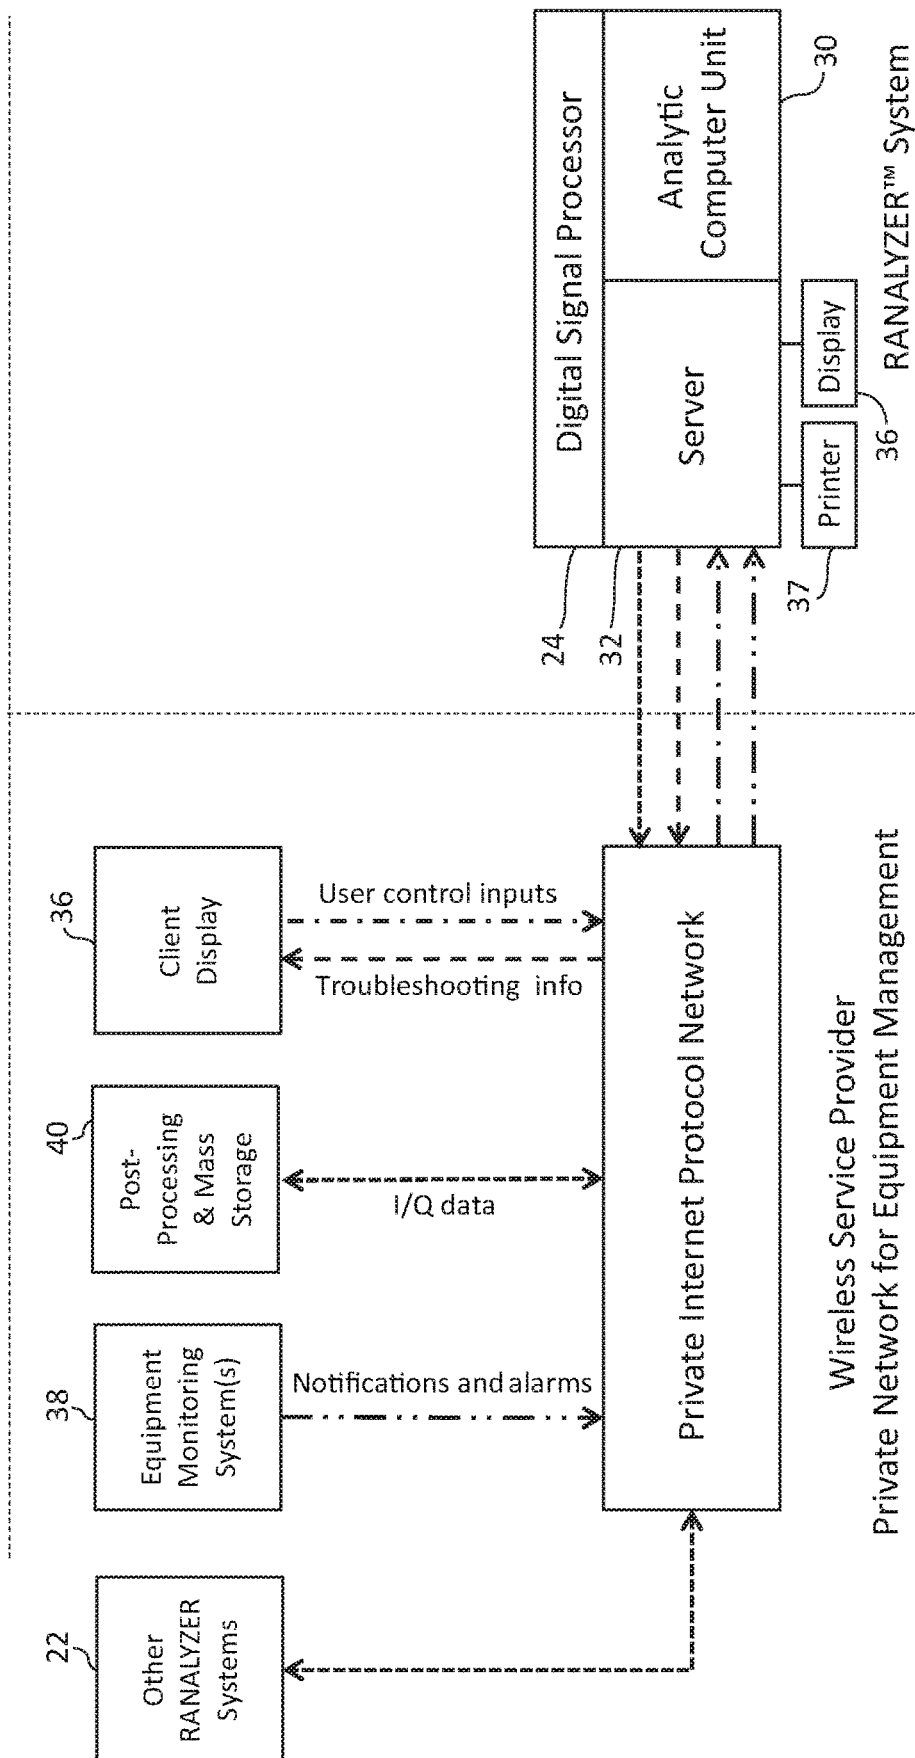 22
Other
RANALYZER
Systems
38
Equipment
Monitoring
System(s)
40
Post-
Processing
& Mass
Storage
36
Client
Display
Notifications and alarms
I/Q data
Troubleshooting info
User control inputs
Private Internet Protocol Network
Wireless Service Provider
Private Network for Equipment Management
24
32
Digital Signal Processor
Server
Analytic
Computer Unit
30
Printer
37
Display
36
RANALYZER™ System